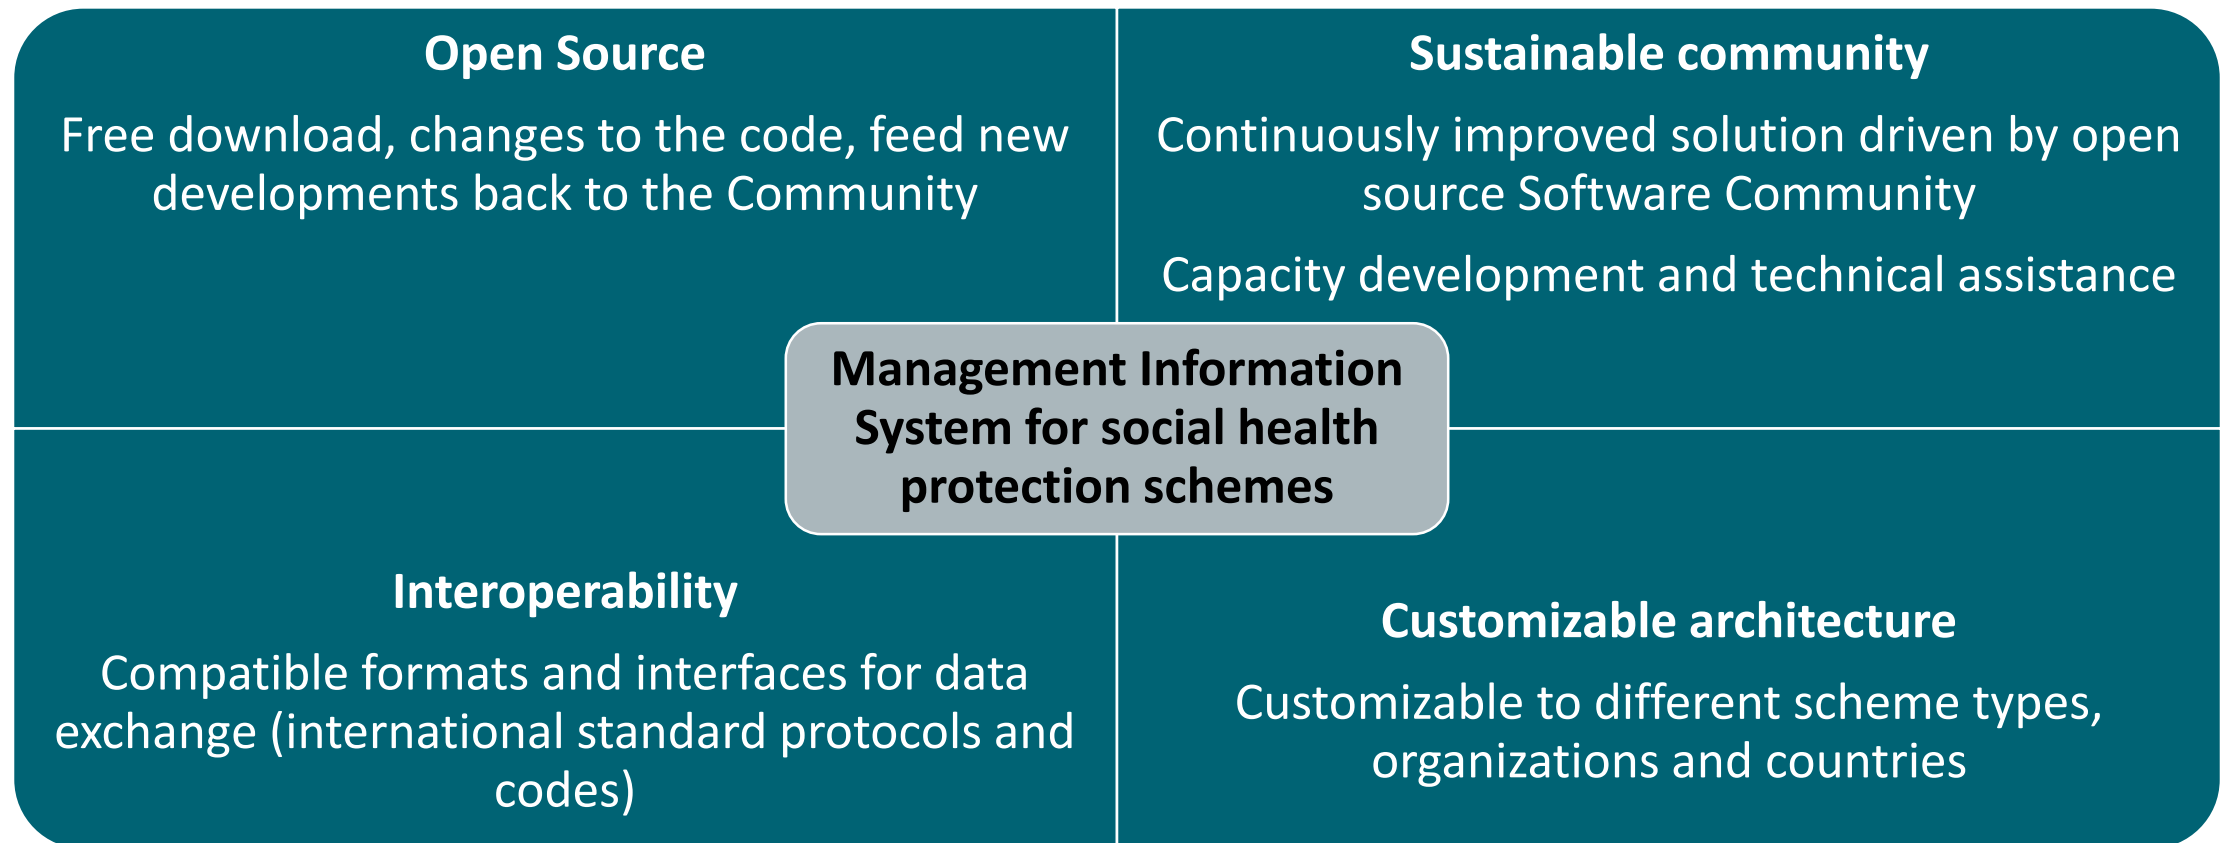 Open Source
Free download, changes to the code, feed new
developments back to the Community
Sustainable community
Continuously improved solution driven by open
source Software Community
Capacity development and technical assistance
Management Information
System for social health
protection schemes
Interoperability
Compatible formats and interfaces for data
exchange (international standard protocols and
codes)
Customizable architecture
Customizable to different scheme types,
organizations and countries